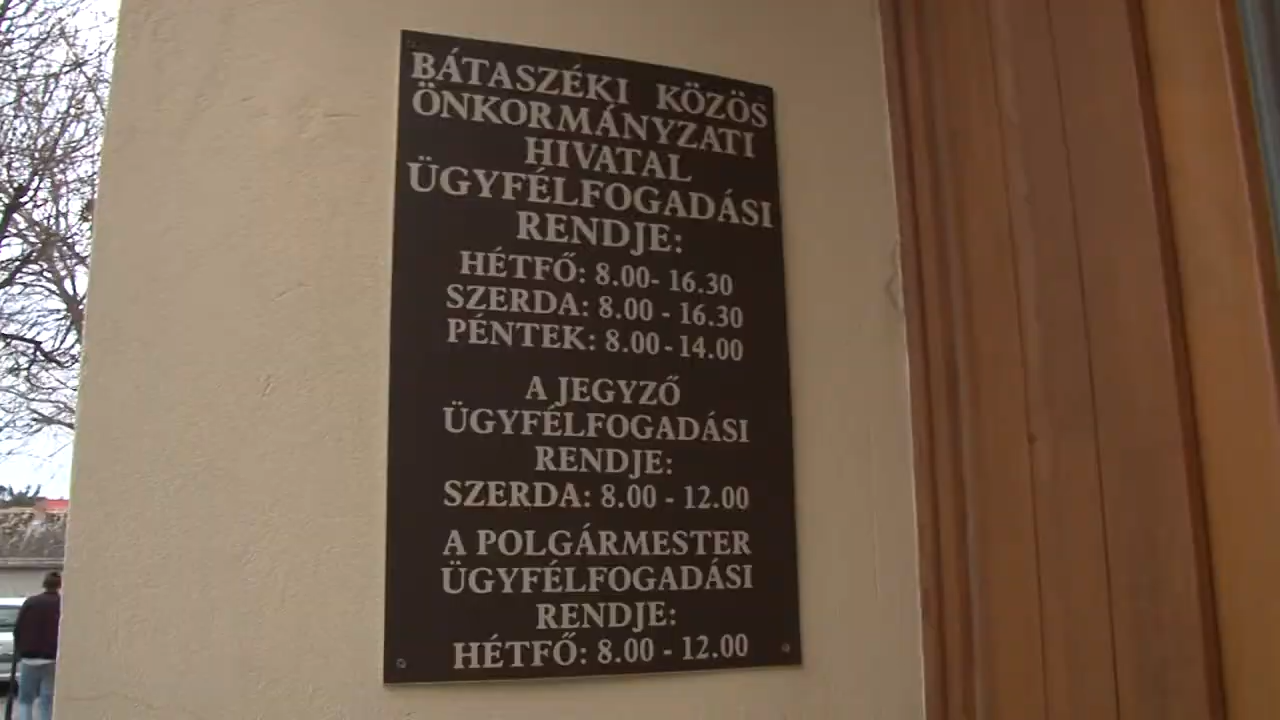 BÁTASZÉKI KÖZÖS
ÖNKORMÁNYZATI
HIVATAL
ÜGYFÉLFOGADÁSI
RENDJE:
HÉTFŐ: 8.00- 16.30
SZERDA: 8.00 - 16.30
PÉNTEK: 8.00 - 14.00
A JEGYZŐ
ÜGYFÉLFOGADÁSI
RENDJE:
SZERDA: 8.00 - 12.00
A POLGÁRMESTER
ÜGYFÉLFOGADÁSI
RENDJE:
HÉTFŐ: 8.00 - 12.00